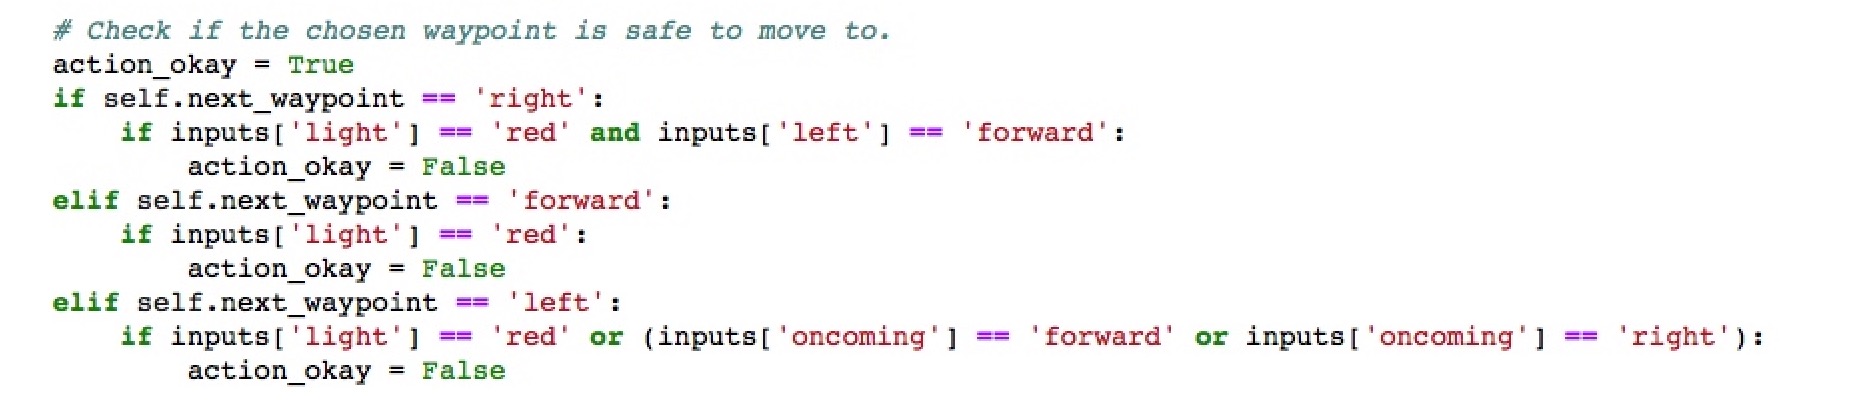 # Check if the chosen waypoint is safe to move to.
action_okay = True
if self.next_waypoint == 'right':
    if inputs['light'] == 'red' and inputs['left'] == 'forward':
        action_okay = False
elif self.next_waypoint == 'forward':
    if inputs['light'] == 'red':
        action_okay = False
elif self.next_waypoint == 'left':
    if inputs['light'] == 'red' or (inputs['oncoming'] == 'forward' or inputs['oncoming'] == 'right'):
        action_okay = False